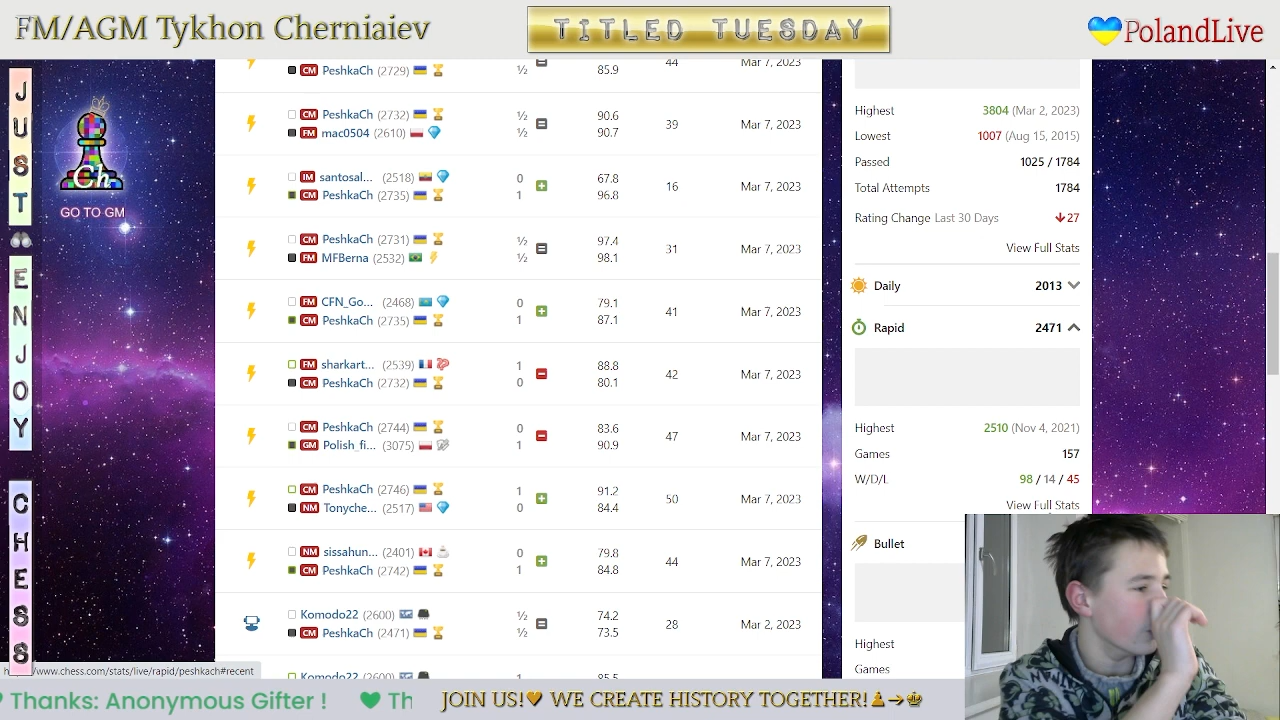 FM/AGM Tykhon Cherniaiev
TITLED TUESDAY
PolandLive
JUST
ENJOY
CHESS
Ch
GO TO GM
CM PeshkaCh (2729) ½ 85.9 44 Mar 7, 2023
CM PeshkaCh (2732) ½ 90.6
FM mac0504 (2610) ½ 90.7 39 Mar 7, 2023
IM santosal... (2518) 0 67.8
CM PeshkaCh (2735) 1 96.8 16 Mar 7, 2023
CM PeshkaCh (2731) ½ 97.4
FM MFBerna (2532) ½ 98.1 31 Mar 7, 2023
FM CFN_Go... (2468) 0 79.1
CM PeshkaCh (2735) 1 87.1 41 Mar 7, 2023
FM sharkart... (2539) 1 88.8
CM PeshkaCh (2732) 0 80.1 42 Mar 7, 2023
CM PeshkaCh (2744) 0 83.6
GM Polish_fi... (3075) 1 90.9 47 Mar 7, 2023
CM PeshkaCh (2746) 1 91.2
NM Tonyche... (2517) 0 84.4 50 Mar 7, 2023
NM sissahun... (2401) 0 79.8
CM PeshkaCh (2742) 1 84.8 44 Mar 7, 2023
Komodo22 (2600) ½ 74.2
CM PeshkaCh (2471) ½ 73.5 28 Mar 2, 2023
Komodo22 (2600)
Highest 3804 (Mar 2, 2023)
Lowest 1007 (Aug 15, 2015)
Passed 1025 / 1784
Total Attempts 1784
Rating Change Last 30 Days 27
View Full Stats
Daily 2013
Rapid 2471
Highest 2510 (Nov 4, 2021)
Games 157
W/D/L 98 / 14 / 45
View Full Stats
Bullet
Highest
Games
www.chess.com/stats/live/rapid/peshkach#recent
Thanks: Anonymous Gifter ! Th
JOIN US! WE CREATE HISTORY TOGETHER!